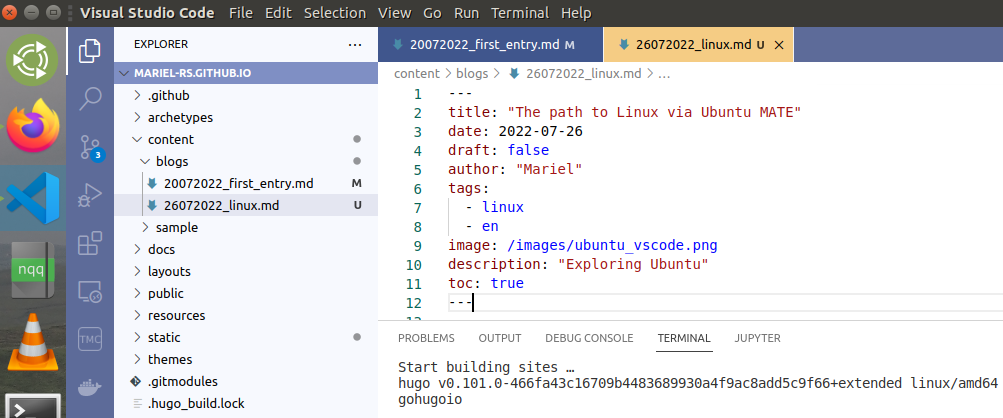 Visual Studio Code File Edit Selection View Go Run Terminal Help
EXPLORER
MARIEL-RS.GITHUB.IO
.github
archetypes
content
blogs
20072022_first_entry.md M
26072022_linux.md U
sample
docs
layouts
public
resources
static
themes
.gitmodules
.hugo_build.lock
3
nqq
TMC
20072022_first_entry.md M
26072022_linux.md U
content > blogs > 26072022_linux.md > ...
1 ---
2 title: "The path to Linux via Ubuntu MATE"
3 date: 2022-07-26
4 draft: false
5 author: "Mariel"
6 tags:
7 - linux
8 - en
9 image: /images/ubuntu_vscode.png
10 description: "Exploring Ubuntu"
11 toc: true
12 ---
PROBLEMS OUTPUT DEBUG CONSOLE TERMINAL JUPYTER
Start building sites …
hugo v0.101.0-466fa43c16709b4483689930a4f9ac8add5c9f66+extended linux/amd64
gohugoio